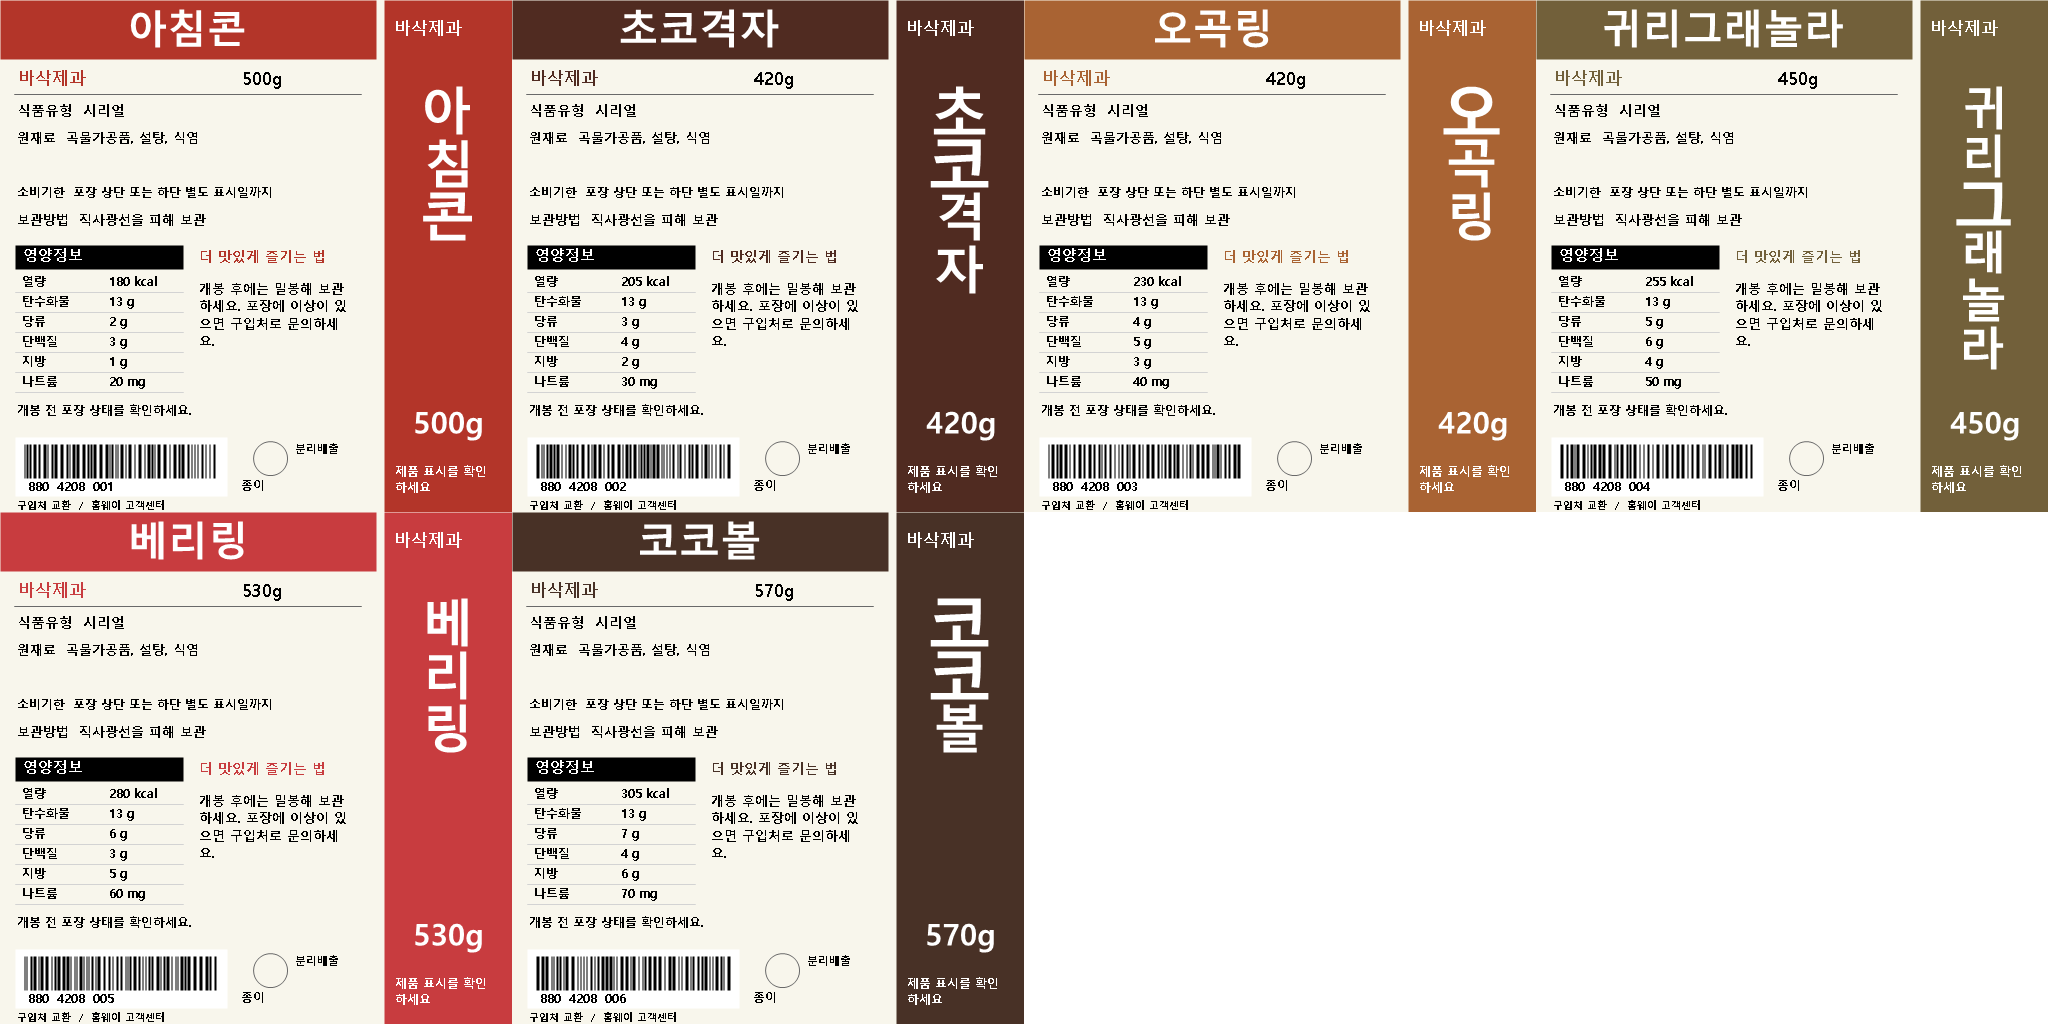 아침콘
바삭제과
500g
식품유형 시리얼
원재료 곡물가공품, 설탕, 식염
소비기한 포장 상단 또는 하단 별도 표시일까지
보관방법 직사광선을 피해 보관
영양정보
열량 180 kcal
탄수화물 13 g
당류 2 g
단백질 3 g
지방 1 g
나트륨 20 mg
더 맛있게 즐기는 법
개봉 후에는 밀봉해 보관
하세요. 포장에 이상이 있
으면 구입처로 문의하세
요.
개봉 전 포장 상태를 확인하세요.
880 4208 001
분리배출
종이
구입처 교환 / 홈웨이 고객센터
바삭제과
아침콘
500g
제품 표시를 확인
하세요
초코격자
바삭제과
420g
식품유형 시리얼
원재료 곡물가공품, 설탕, 식염
소비기한 포장 상단 또는 하단 별도 표시일까지
보관방법 직사광선을 피해 보관
영양정보
열량 205 kcal
탄수화물 13 g
당류 3 g
단백질 4 g
지방 2 g
나트륨 30 mg
더 맛있게 즐기는 법
개봉 후에는 밀봉해 보관
하세요. 포장에 이상이 있
으면 구입처로 문의하세
요.
개봉 전 포장 상태를 확인하세요.
880 4208 002
분리배출
종이
구입처 교환 / 홈웨이 고객센터
바삭제과
초코격자
420g
제품 표시를 확인
하세요
오곡링
바삭제과
420g
식품유형 시리얼
원재료 곡물가공품, 설탕, 식염
소비기한 포장 상단 또는 하단 별도 표시일까지
보관방법 직사광선을 피해 보관
영양정보
열량 230 kcal
탄수화물 13 g
당류 4 g
단백질 5 g
지방 3 g
나트륨 40 mg
더 맛있게 즐기는 법
개봉 후에는 밀봉해 보관
하세요. 포장에 이상이 있
으면 구입처로 문의하세
요.
개봉 전 포장 상태를 확인하세요.
880 4208 003
분리배출
종이
구입처 교환 / 홈웨이 고객센터
바삭제과
오곡링
420g
제품 표시를 확인
하세요
귀리그래놀라
바삭제과
450g
식품유형 시리얼
원재료 곡물가공품, 설탕, 식염
소비기한 포장 상단 또는 하단 별도 표시일까지
보관방법 직사광선을 피해 보관
영양정보
열량 255 kcal
탄수화물 13 g
당류 5 g
단백질 6 g
지방 4 g
나트륨 50 mg
더 맛있게 즐기는 법
개봉 후에는 밀봉해 보관
하세요. 포장에 이상이 있
으면 구입처로 문의하세
요.
개봉 전 포장 상태를 확인하세요.
880 4208 004
분리배출
종이
구입처 교환 / 홈웨이 고객센터
바삭제과
귀리그래놀라
450g
제품 표시를 확인
하세요
베리링
바삭제과
530g
식품유형 시리얼
원재료 곡물가공품, 설탕, 식염
소비기한 포장 상단 또는 하단 별도 표시일까지
보관방법 직사광선을 피해 보관
영양정보
열량 280 kcal
탄수화물 13 g
당류 6 g
단백질 3 g
지방 5 g
나트륨 60 mg
더 맛있게 즐기는 법
개봉 후에는 밀봉해 보관
하세요. 포장에 이상이 있
으면 구입처로 문의하세
요.
개봉 전 포장 상태를 확인하세요.
880 4208 005
분리배출
종이
구입처 교환 / 홈웨이 고객센터
바삭제과
베리링
530g
제품 표시를 확인
하세요
코코볼
바삭제과
570g
식품유형 시리얼
원재료 곡물가공품, 설탕, 식염
소비기한 포장 상단 또는 하단 별도 표시일까지
보관방법 직사광선을 피해 보관
영양정보
열량 305 kcal
탄수화물 13 g
당류 7 g
단백질 4 g
지방 6 g
나트륨 70 mg
더 맛있게 즐기는 법
개봉 후에는 밀봉해 보관
하세요. 포장에 이상이 있
으면 구입처로 문의하세
요.
개봉 전 포장 상태를 확인하세요.
880 4208 006
분리배출
종이
구입처 교환 / 홈웨이 고객센터
바삭제과
코코볼
570g
제품 표시를 확인
하세요